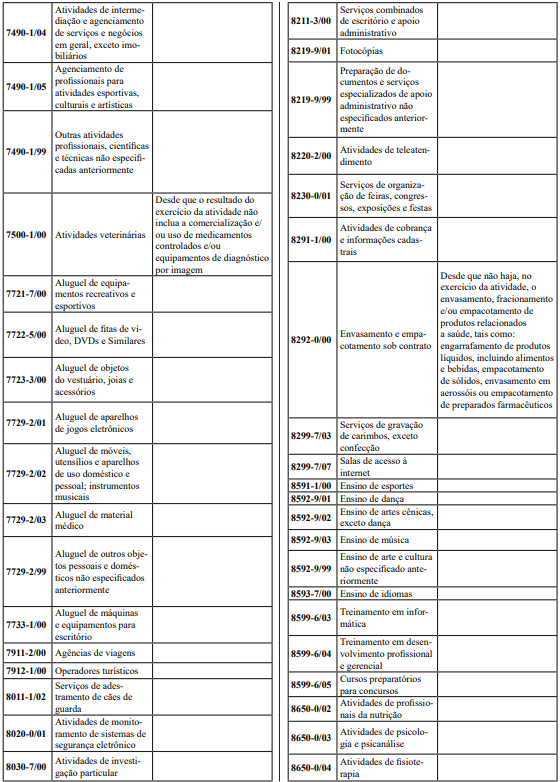 7490-1/04
Atividades de interme-
diação e agenciamento
de serviços e negócios
em geral, exceto imo-
biliários
7490-1/05
Agenciamento de
profissionais para
atividades esportivas,
culturais e artísticas
7490-1/99
Outras atividades
profissionais, científicas
e técnicas não especifi-
cadas anteriormente
7500-1/00
Atividades veterinárias
Desde que o resultado do
exercício da atividade não
inclua a comercialização e/
ou uso de medicamentos
controlados e/ou
equipamentos de diagnóstico
por imagem
7721-7/00
Aluguel de equipa-
mentos recreativos e
esportivos
7722-5/00
Aluguel de fitas de ví-
deo, DVDs e Similares
7723-3/00
Aluguel de objetos
do vestuário, joias e
acessórios
7729-2/01
Aluguel de aparelhos
de jogos eletrônicos
7729-2/02
Aluguel de móveis,
utensílios e aparelhos
de uso doméstico e
pessoal; instrumentos
musicais
7729-2/03
Aluguel de material
médico
7729-2/99
Aluguel de outros obje-
tos pessoais e domés-
ticos não especificados
anteriormente
7733-1/00
Aluguel de máquinas
e equipamentos para
escritório
7911-2/00
Agências de viagens
7912-1/00
Operadores turísticos
8011-1/02
Serviços de ades-
tramento de cães de
guarda
8020-0/01
Atividades de monito-
ramento de sistemas de
segurança eletrônico
8030-7/00
Atividades de investi-
gação particular
8211-3/00
Serviços combinados
de escritório e apoio
administrativo
8219-9/01
Fotocópias
8219-9/99
Preparação de do-
cumentos e serviços
especializados de apoio
administrativo não
especificados anterior-
mente
8220-2/00
Atividades de teleaten-
dimento
8230-0/01
Serviços de organiza-
ção de feiras, congres-
sos, exposições e festas
8291-1/00
Atividades de cobrança
e informações cadas-
trais
8292-0/00
Envasamento e empa-
cotamento sob contrato
Desde que não haja, no
exercício da atividade, o
envasamento, fracionamento
e/ou empacotamento de
produtos relacionados
a saúde, tais como:
engarrafamento de produtos
líquidos, incluindo alimentos
e bebidas, empacotamento
de sólidos, envasamento em
aerossóis ou empacotamento
de preparados farmacêuticos
8299-7/03
Serviços de gravação
de carimbos, exceto
confecção
8299-7/07
Salas de acesso à
internet
8591-1/00
Ensino de esportes
8592-9/01
Ensino de dança
8592-9/02
Ensino de artes cênicas,
exceto dança
8592-9/03
Ensino de música
8592-9/99
Ensino de arte e cultura
não especificado ante-
riormente
8593-7/00
Ensino de idiomas
8599-6/03
Treinamento em infor-
mática
8599-6/04
Treinamento em desen-
volvimento profissional
e gerencial
8599-6/05
Cursos preparatórios
para concursos
8650-0/02
Atividades de profissio-
nais da nutrição
8650-0/03
Atividades de psicolo-
gia e psicanálise
8650-0/04
Atividades de fisiote-
rapia